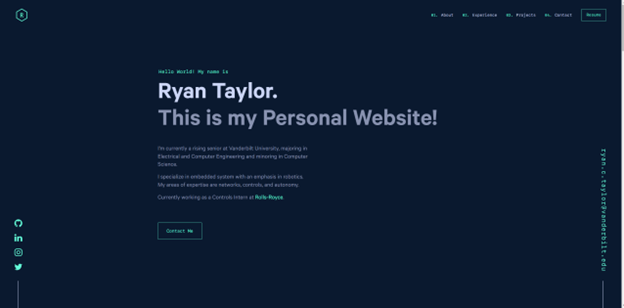 R
01. About 02. Experience 03. Projects 04. Contact Resume
Hello World! My name is
Ryan Taylor.
This is my Personal Website!
I'm currently a rising senior at Vanderbilt University, majoring in
Electrical and Computer Engineering and minoring in Computer
Science.
I specialize in embedded system with an emphasis in robotics.
My areas of expertise are networks, controls, and autonomy.
Currently working as a Controls Intern at Rolls-Royce.
Contact Me
ryan.c.taylor@vanderbilt.edu